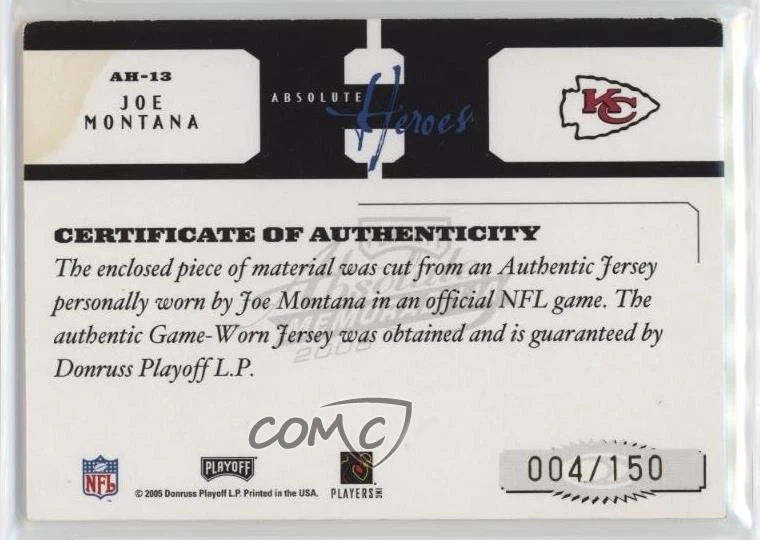 AH-13
JOE
MONTANA
ABSOLUTE
Heroes
KC
CERTIFICATE OF AUTHENTICITY
The enclosed piece of material was cut from an Authentic Jersey
personally worn by Joe Montana in an official NFL game. The
authentic Game-Worn Jersey was obtained and is guaranteed by
Donruss Playoff L.P.
Absolute
MEMORABILIA
2005
COMC
NFL
PLAYOFF
© 2005 Donruss Playoff L.P. Printed in the USA.
PLAYERS INC
004/150